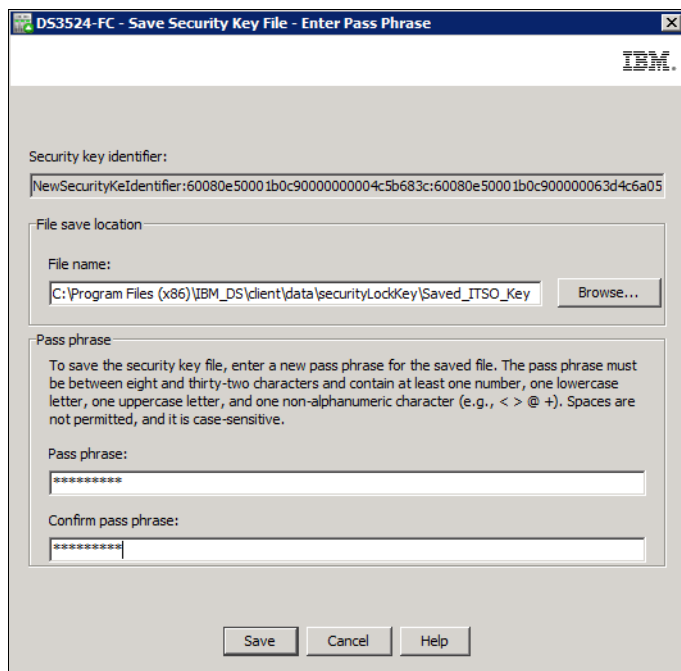 DS3524-FC - Save Security Key File - Enter Pass Phrase
IBM.
Security key identifier:
NewSecurityKeIdentifier:60080e50001b0c90000000004c5b683c:60080e50001b0c900000063d4c6a05
File save location
File name:
C:\Program Files (x86)\IBM_DS\client\data\securityLockKey\Saved_ITSO_Key
Browse...
Pass phrase
To save the security key file, enter a new pass phrase for the saved file. The pass phrase must
be between eight and thirty-two characters and contain at least one number, one lowercase
letter, one uppercase letter, and one non-alphanumeric character (e.g., < > @ +). Spaces are
not permitted, and it is case-sensitive.
Pass phrase:
*********
Confirm pass phrase:
*********
Save
Cancel
Help